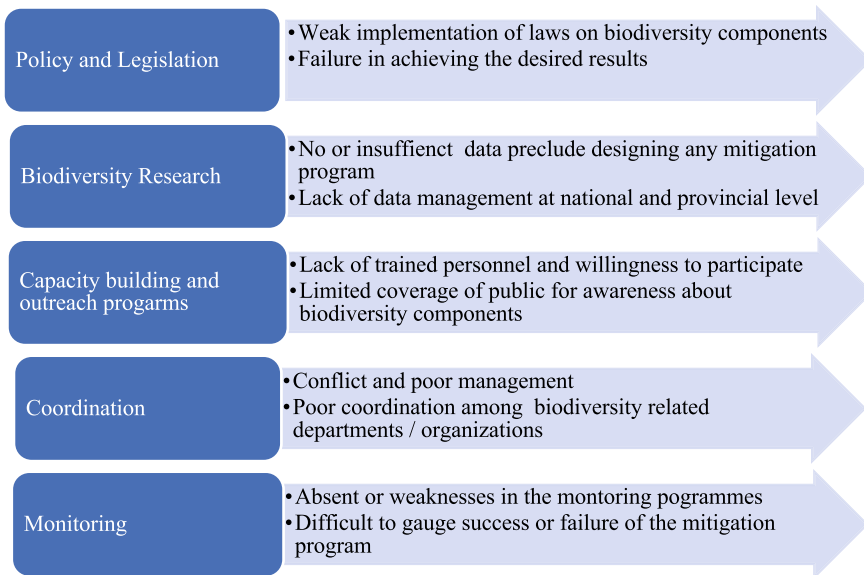 Policy and Legislation
•Weak implementation of laws on biodiversity components
•Failure in achieving the desired results
Biodiversity Research
•No or insuffienct data preclude designing any mitigation
program
•Lack of data management at national and provincial level
Capacity building and
outreach progarms
•Lack of trained personnel and willingness to participate
•Limited coverage of public for awareness about
biodiversity components
Coordination
•Conflict and poor management
•Poor coordination among biodiversity related
departments / organizations
Monitoring
•Absent or weaknesses in the montoring pogrammes
•Difficult to gauge success or failure of the mitigation
program